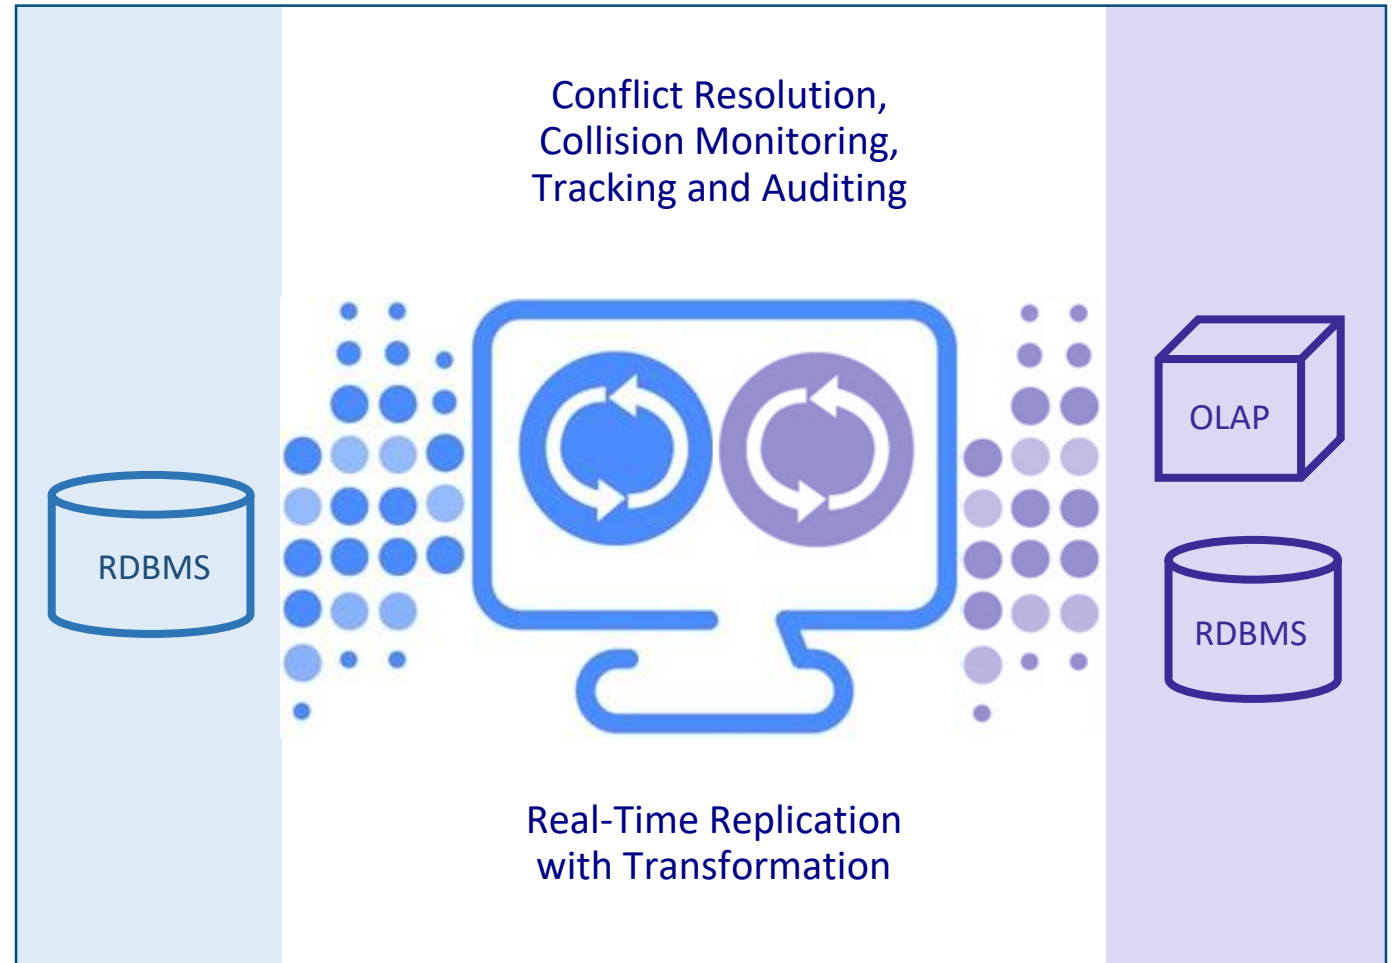 Conflict Resolution,
Collision Monitoring,
Tracking and Auditing
RDBMS
OLAP
RDBMS
Real-Time Replication
with Transformation